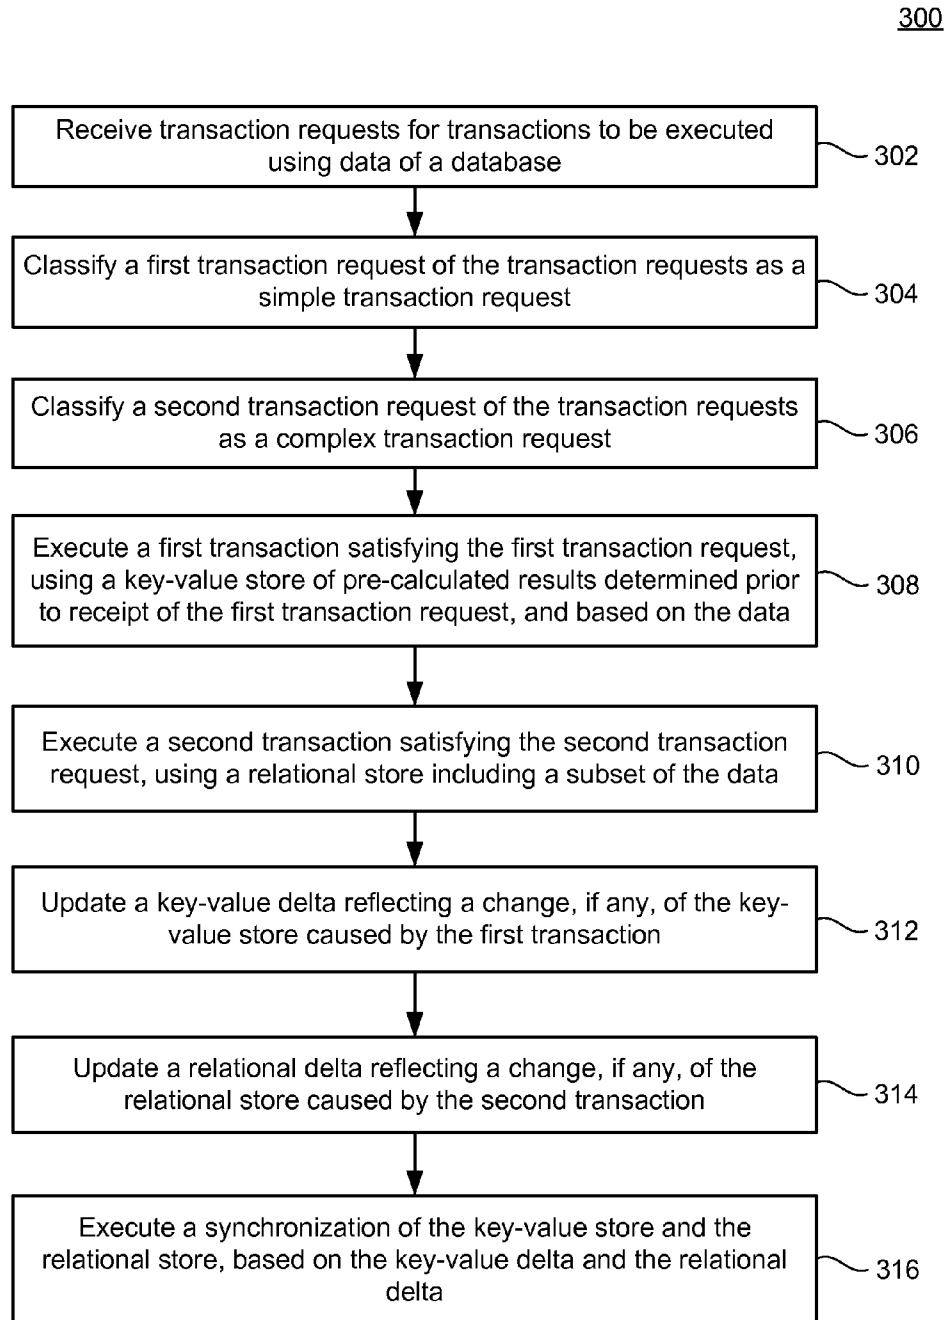 300
Receive transaction requests for transactions to be executed
using data of a database
302
Classify a first transaction request of the transaction requests as a
simple transaction request
304
Classify a second transaction request of the transaction requests
as a complex transaction request
306
Execute a first transaction satisfying the first transaction request,
using a key-value store of pre-calculated results determined prior
to receipt of the first transaction request, and based on the data
308
Execute a second transaction satisfying the second transaction
request, using a relational store including a subset of the data
310
Update a key-value delta reflecting a change, if any, of the key-
value store caused by the first transaction
312
Update a relational delta reflecting a change, if any, of the
relational store caused by the second transaction
314
Execute a synchronization of the key-value store and the
relational store, based on the key-value delta and the relational
delta
316